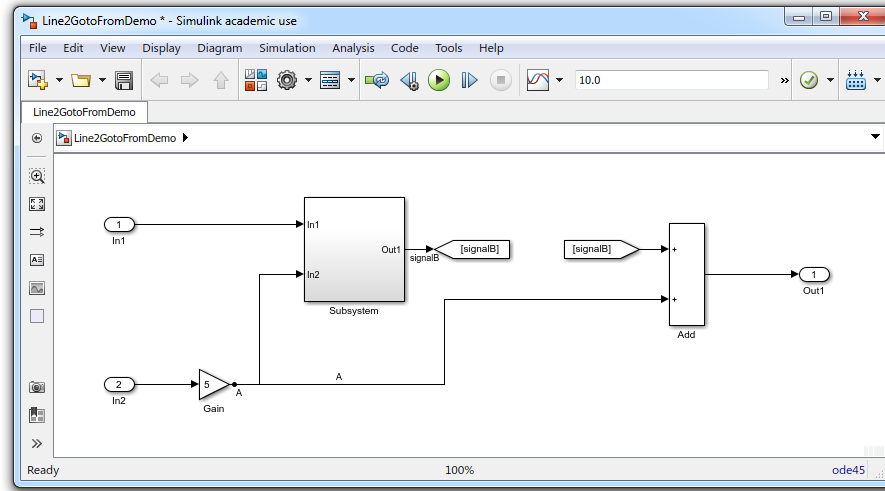 Line2GotoFromDemo * - Simulink academic use
File Edit View Display Diagram Simulation Analysis Code Tools Help
10.0
»
Line2GotoFromDemo
Line2GotoFromDemo
1
In1
In1
In2
Out1
Subsystem
signalB
[signalB]
[signalB]
+
+
Add
1
Out1
2
In2
5
Gain
A
A
Ready 100% ode45